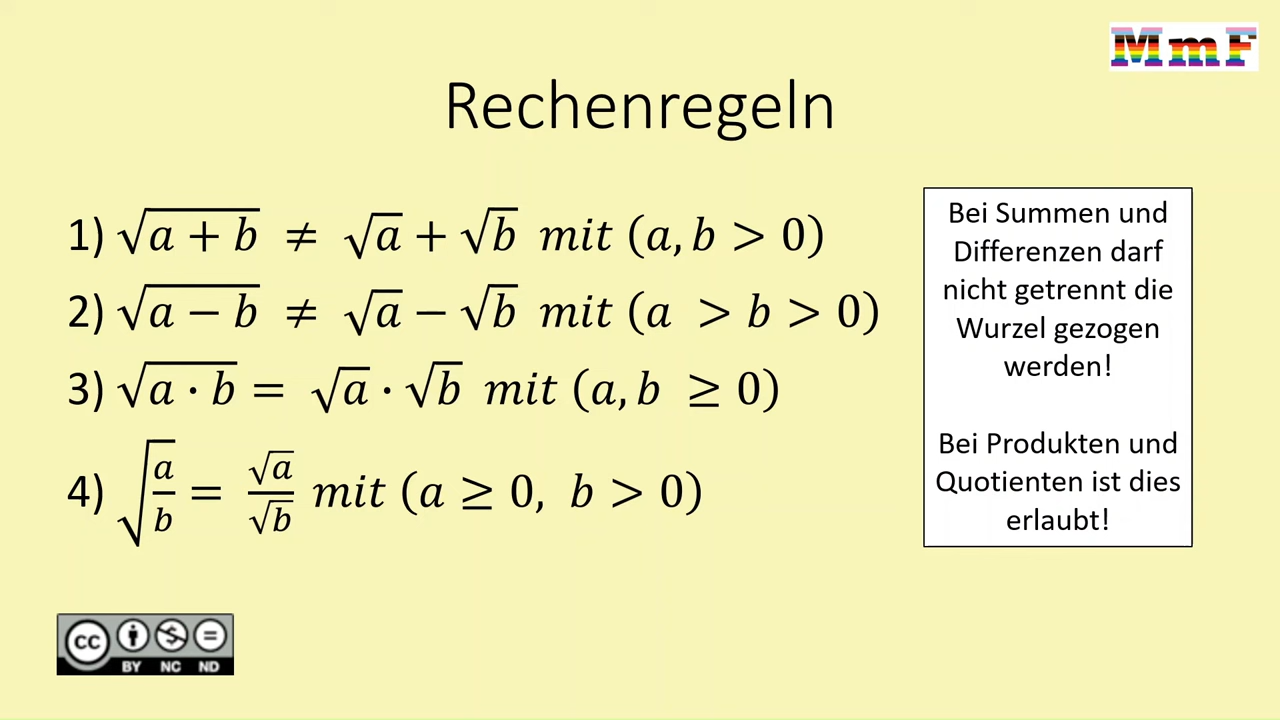 MmF
Rechenregeln
1) √(a + b) ≠ √a + √b mit (a, b > 0)
2) √(a − b) ≠ √a − √b mit (a > b > 0)
3) √(a · b) = √a · √b mit (a, b ≥ 0)
4) √(a/b) = √a/√b mit (a ≥ 0, b > 0)
Bei Summen und
Differenzen darf
nicht getrennt die
Wurzel gezogen
werden!
Bei Produkten und
Quotienten ist dies
erlaubt!
cc BY NC ND